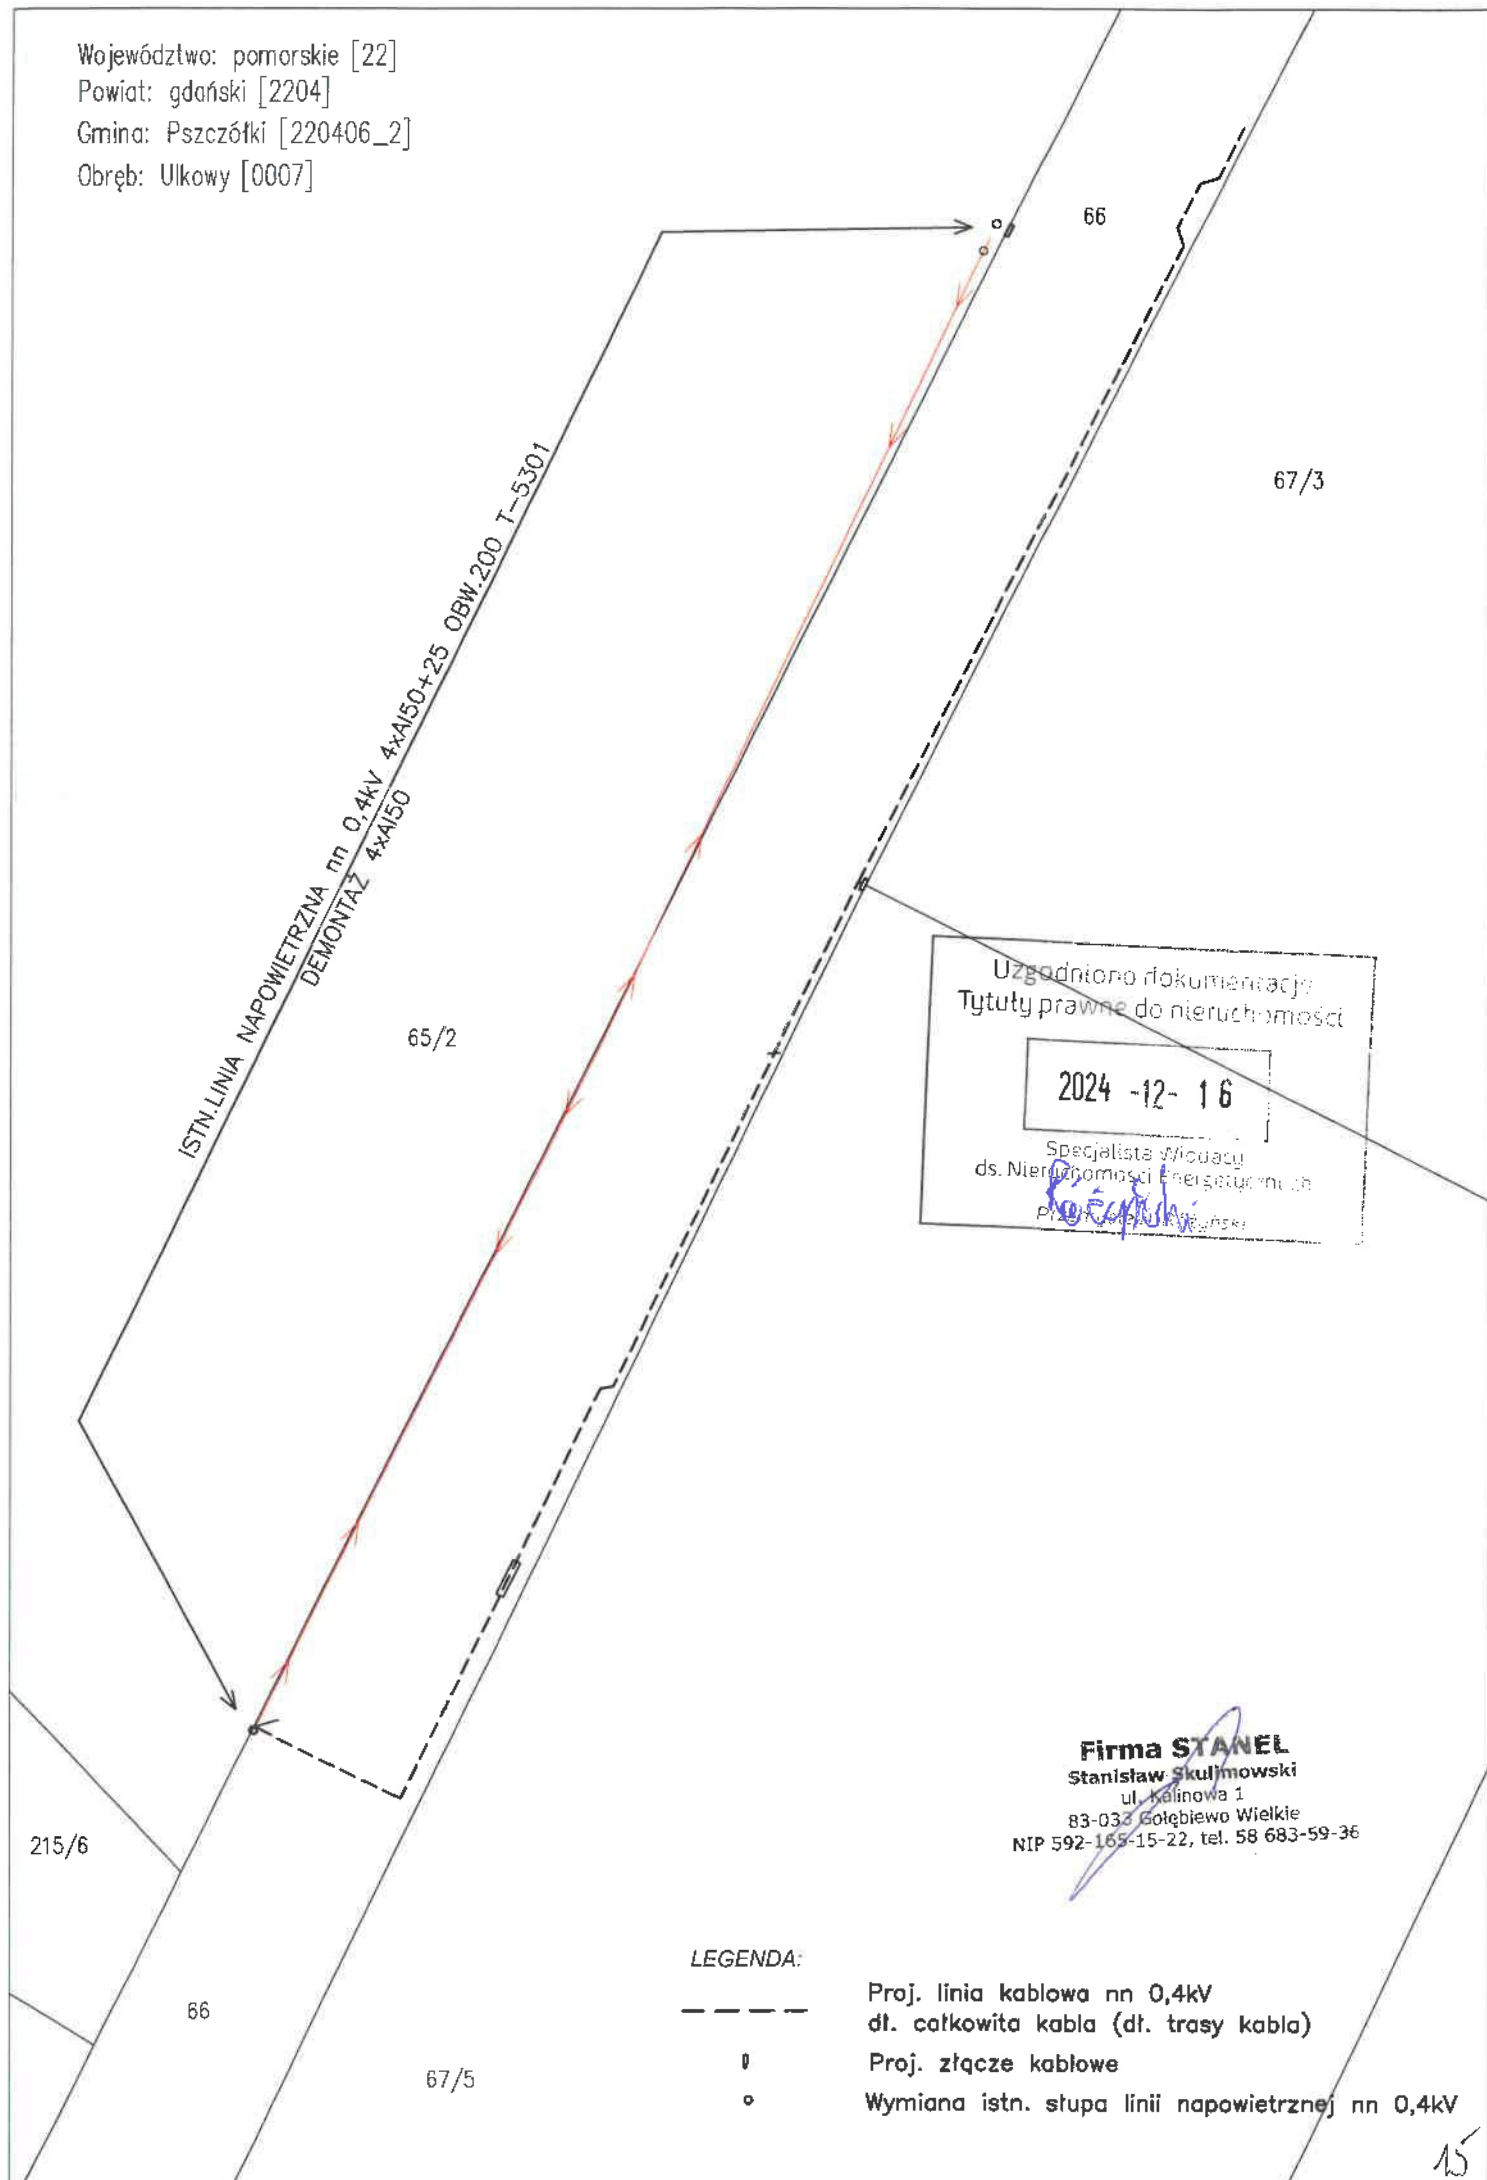 Województwo: pomorskie [22]
Powiat: gdański [2204]
Gmina: Pszczółki [220406_2]
Obręb: Ulkowy [0007]
66
67/3
ISTN.LINIA NAPOWIETRZNA nn 0,4kV 4xAl50+25 OBW.200 T-5301
DEMONTAŻ 4xAl50
65/2
Uzgodniono dokumentację
Tytuły prawne do nieruchomości
2024 -12- 16
Specjalista Wiodący
ds. Nieruchomości Energetycznych
Firma STANEL
Stanisław Skulimowski
ul. Kalinowa 1
83-033 Gołębiewo Wielkie
NIP 592-165-15-22, tel. 58 683-59-36
215/6
66
67/5
LEGENDA:
Proj. linia kablowa nn 0,4kV
dł. całkowita kabla (dł. trasy kabla)
Proj. złącze kablowe
Wymiana istn. słupa linii napowietrznej nn 0,4kV
15